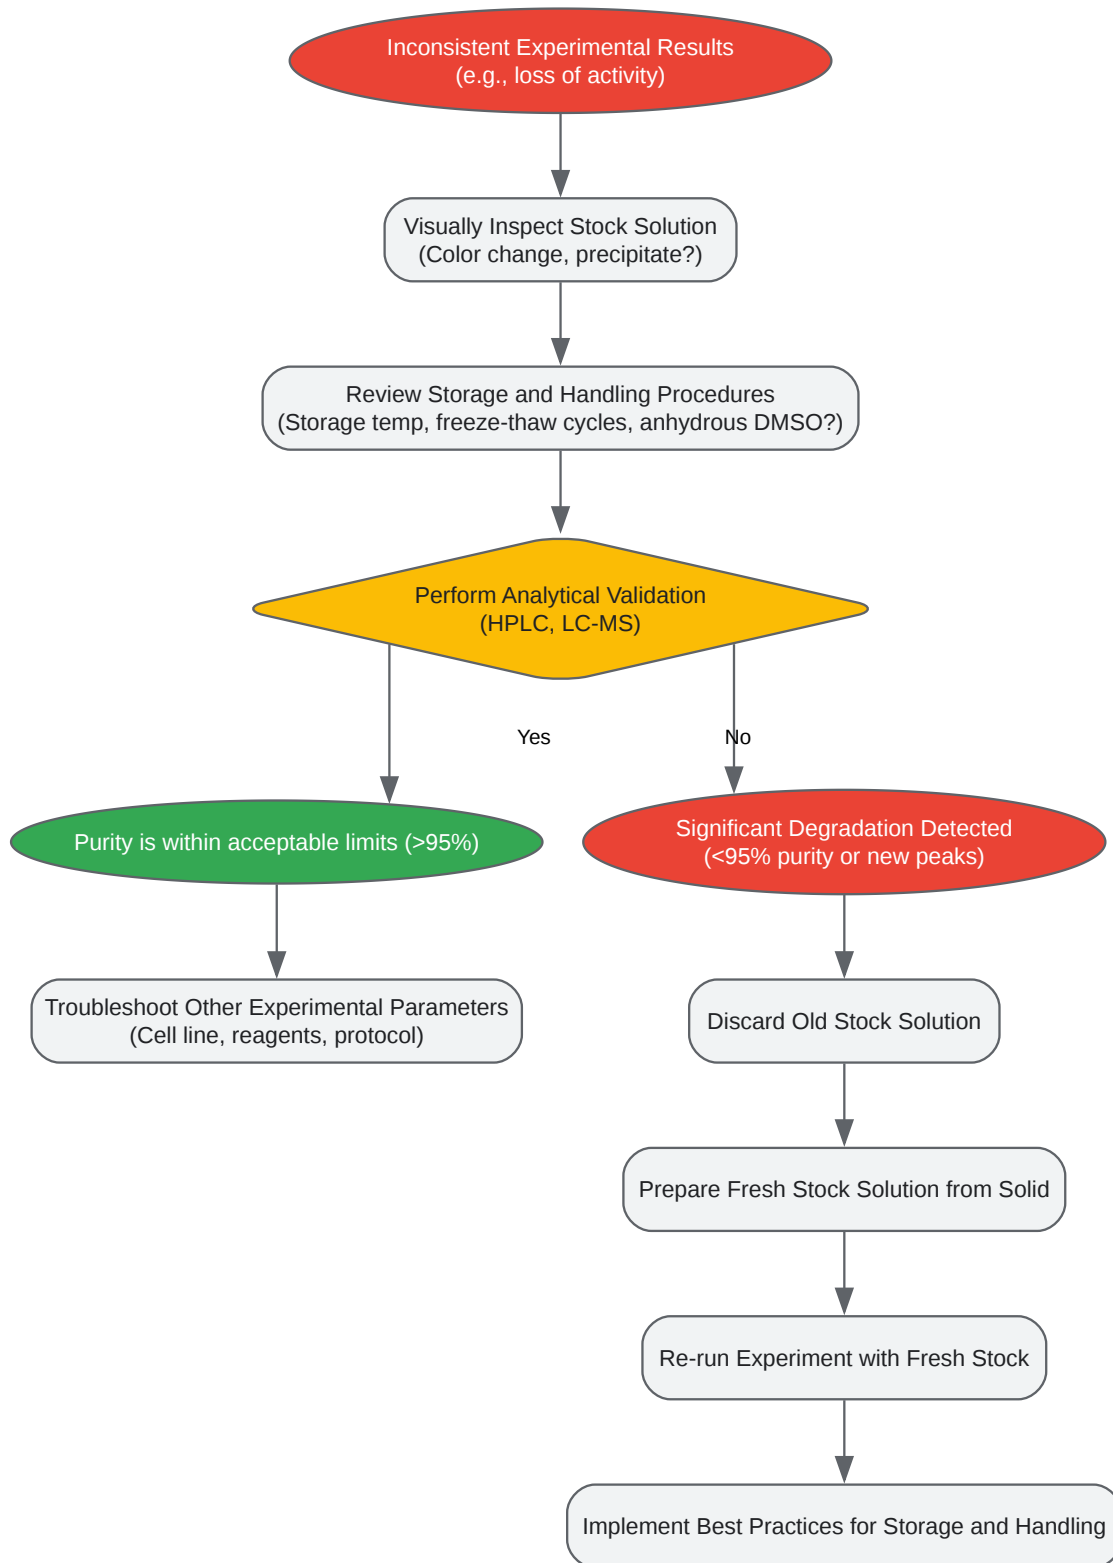 Inconsistent Experimental Results
(e.g., loss of activity)
Visually Inspect Stock Solution
(Color change, precipitate?)
Review Storage and Handling Procedures
(Storage temp, freeze-thaw cycles, anhydrous DMSO?)
Perform Analytical Validation
(HPLC, LC-MS)
Yes
No
Purity is within acceptable limits (>95%)
Significant Degradation Detected
(<95% purity or new peaks)
Troubleshoot Other Experimental Parameters
(Cell line, reagents, protocol)
Discard Old Stock Solution
Prepare Fresh Stock Solution from Solid
Re-run Experiment with Fresh Stock
Implement Best Practices for Storage and Handling